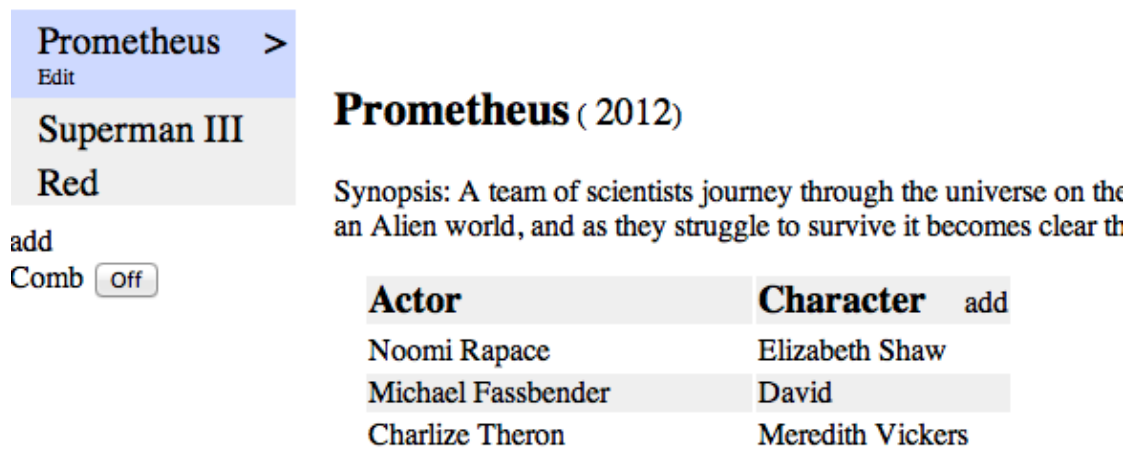 Prometheus >
Edit
Superman III
Red
add
Comb Off
Prometheus ( 2012)
Synopsis: A team of scientists journey through the universe on the
an Alien world, and as they struggle to survive it becomes clear th
Actor Character add
Noomi Rapace Elizabeth Shaw
Michael Fassbender David
Charlize Theron Meredith Vickers